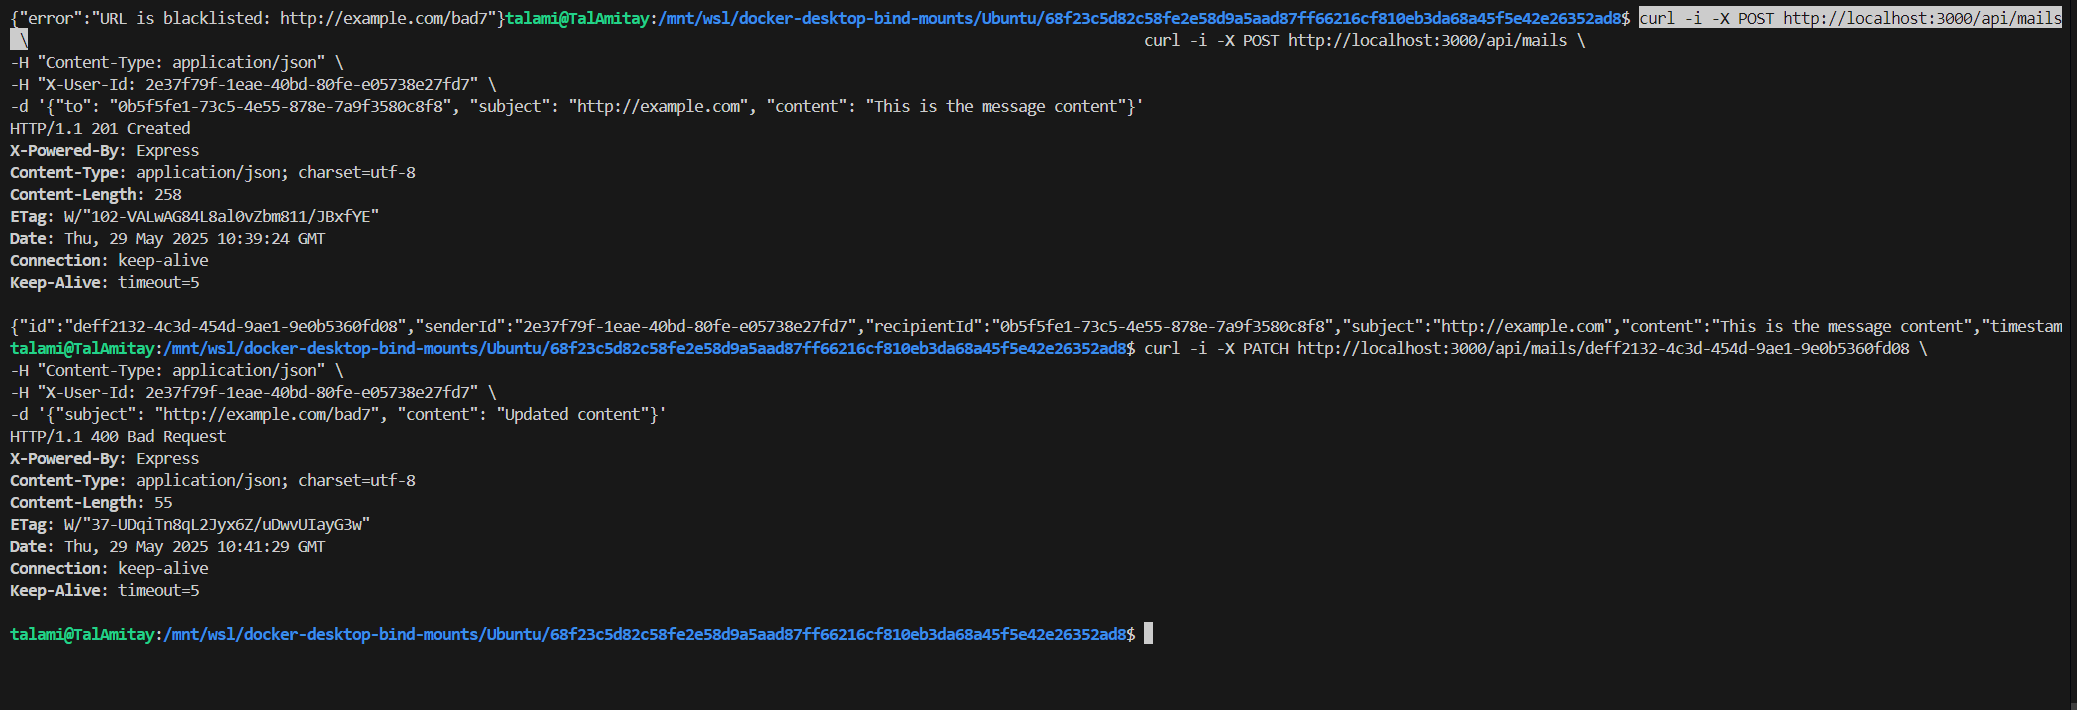 {"error":"URL is blacklisted: http://example.com/bad7"}talami@TalAmitay:/mnt/wsl/docker-desktop-bind-mounts/Ubuntu/68f23c5d82c58fe2e58d9a5aad87ff66216cf810eb3da68a45f5e42e26352ad8$ curl -i -X POST http://localhost:3000/api/mails
\ curl -i -X POST http://localhost:3000/api/mails \
-H "Content-Type: application/json" \
-H "X-User-Id: 2e37f79f-1eae-40bd-80fe-e05738e27fd7" \
-d '{"to": "0b5f5fe1-73c5-4e55-878e-7a9f3580c8f8", "subject": "http://example.com", "content": "This is the message content"}'
HTTP/1.1 201 Created
X-Powered-By: Express
Content-Type: application/json; charset=utf-8
Content-Length: 258
ETag: W/"102-VALwAG84L8al0vZbm811/JBxfYE"
Date: Thu, 29 May 2025 10:39:24 GMT
Connection: keep-alive
Keep-Alive: timeout=5
{"id":"deff2132-4c3d-454d-9ae1-9e0b5360fd08","senderId":"2e37f79f-1eae-40bd-80fe-e05738e27fd7","recipientId":"0b5f5fe1-73c5-4e55-878e-7a9f3580c8f8","subject":"http://example.com","content":"This is the message content","timestam
talami@TalAmitay:/mnt/wsl/docker-desktop-bind-mounts/Ubuntu/68f23c5d82c58fe2e58d9a5aad87ff66216cf810eb3da68a45f5e42e26352ad8$ curl -i -X PATCH http://localhost:3000/api/mails/deff2132-4c3d-454d-9ae1-9e0b5360fd08 \
-H "Content-Type: application/json" \
-H "X-User-Id: 2e37f79f-1eae-40bd-80fe-e05738e27fd7" \
-d '{"subject": "http://example.com/bad7", "content": "Updated content"}'
HTTP/1.1 400 Bad Request
X-Powered-By: Express
Content-Type: application/json; charset=utf-8
Content-Length: 55
ETag: W/"37-UDqiTn8qL2Jyx6Z/uDwvUIayG3w"
Date: Thu, 29 May 2025 10:41:29 GMT
Connection: keep-alive
Keep-Alive: timeout=5
talami@TalAmitay:/mnt/wsl/docker-desktop-bind-mounts/Ubuntu/68f23c5d82c58fe2e58d9a5aad87ff66216cf810eb3da68a45f5e42e26352ad8$